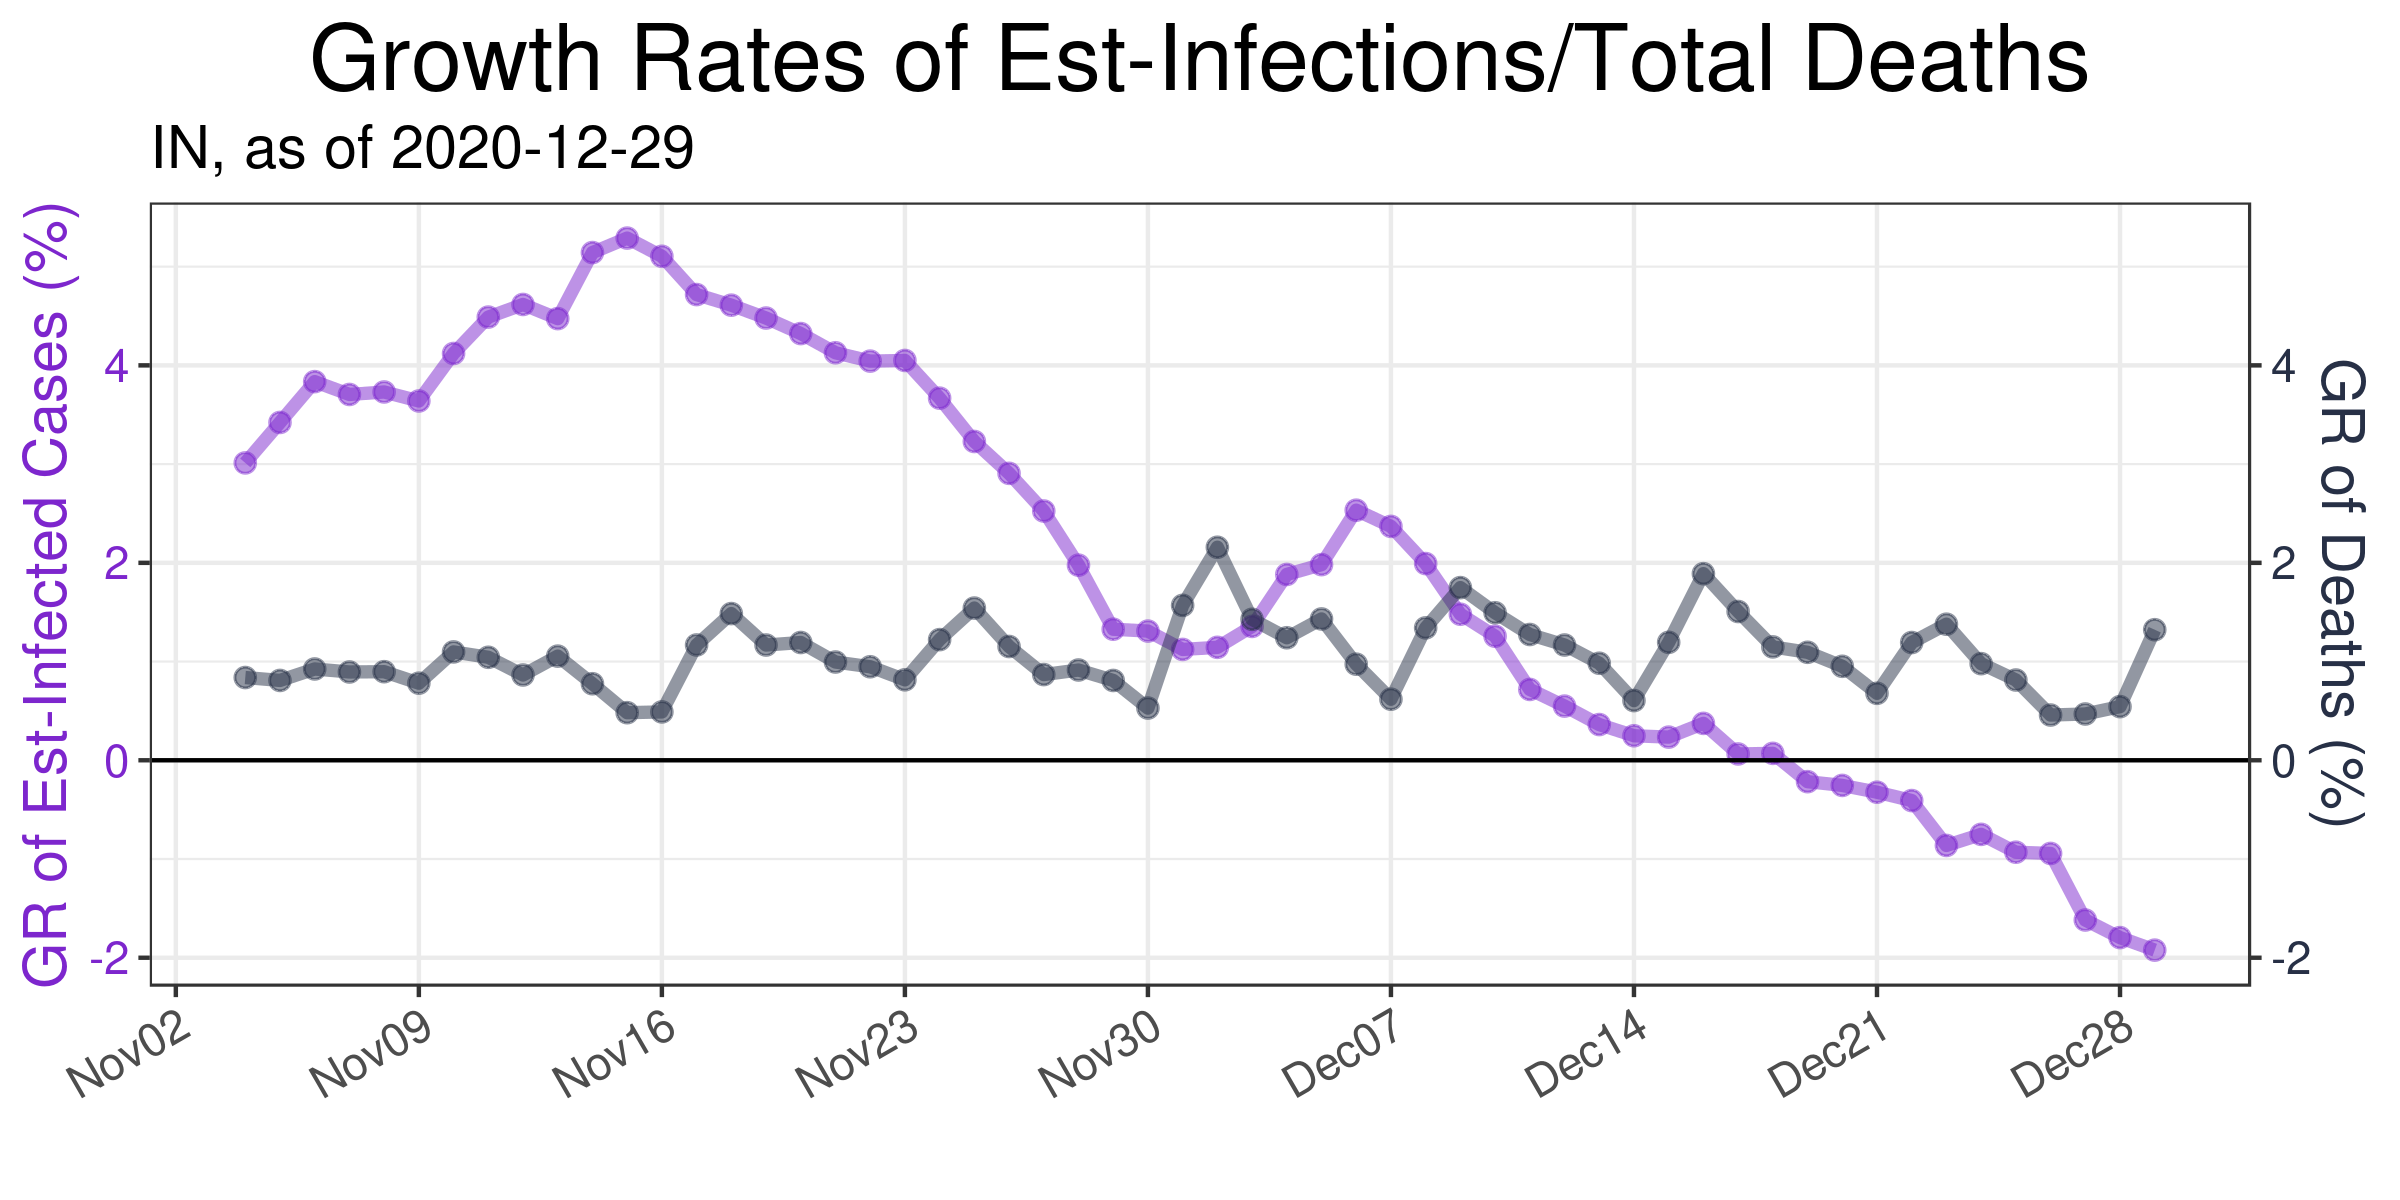 Growth Rates of Est-Infections/Total Deaths
IN, as of 2020-12-29
GR of Est-Infected Cases (%)
4
2
0
-2
4
2
0
-2
GR of Deaths (%)
Nov02
Nov09
Nov16
Nov23
Nov30
Dec07
Dec14
Dec21
Dec28